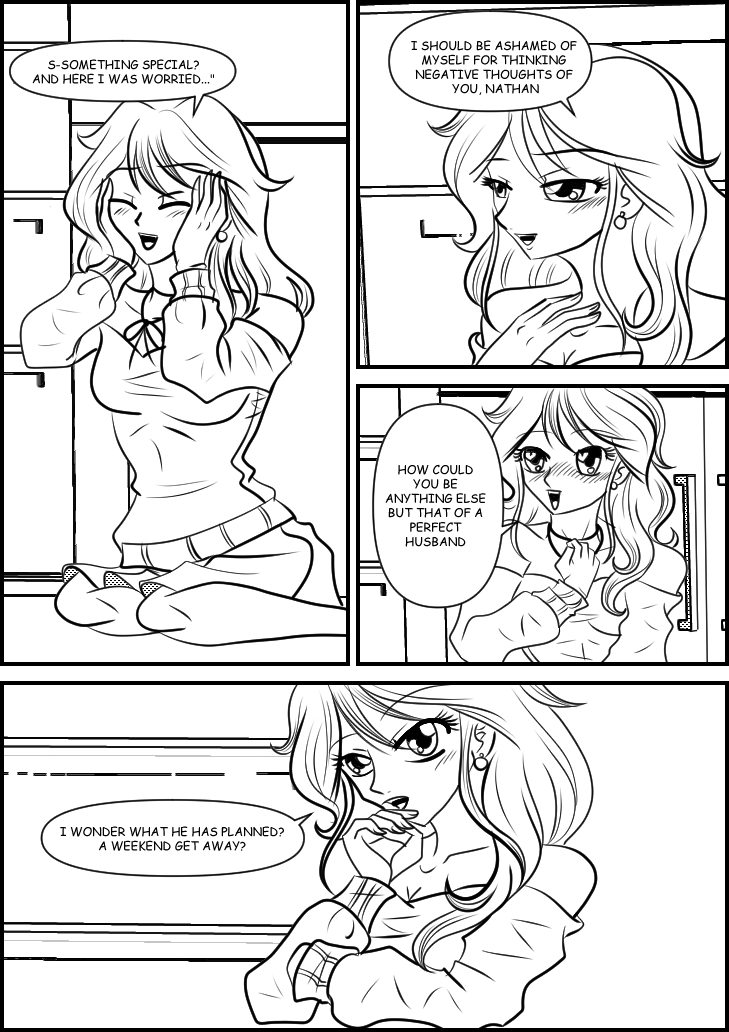 S-SOMETHING SPECIAL?
AND HERE I WAS WORRIED..."
I SHOULD BE ASHAMED OF
MYSELF FOR THINKING
NEGATIVE THOUGHTS OF
YOU, NATHAN
HOW COULD
YOU BE
ANYTHING ELSE
BUT THAT OF A
PERFECT
HUSBAND
I WONDER WHAT HE HAS PLANNED?
A WEEKEND GET AWAY?